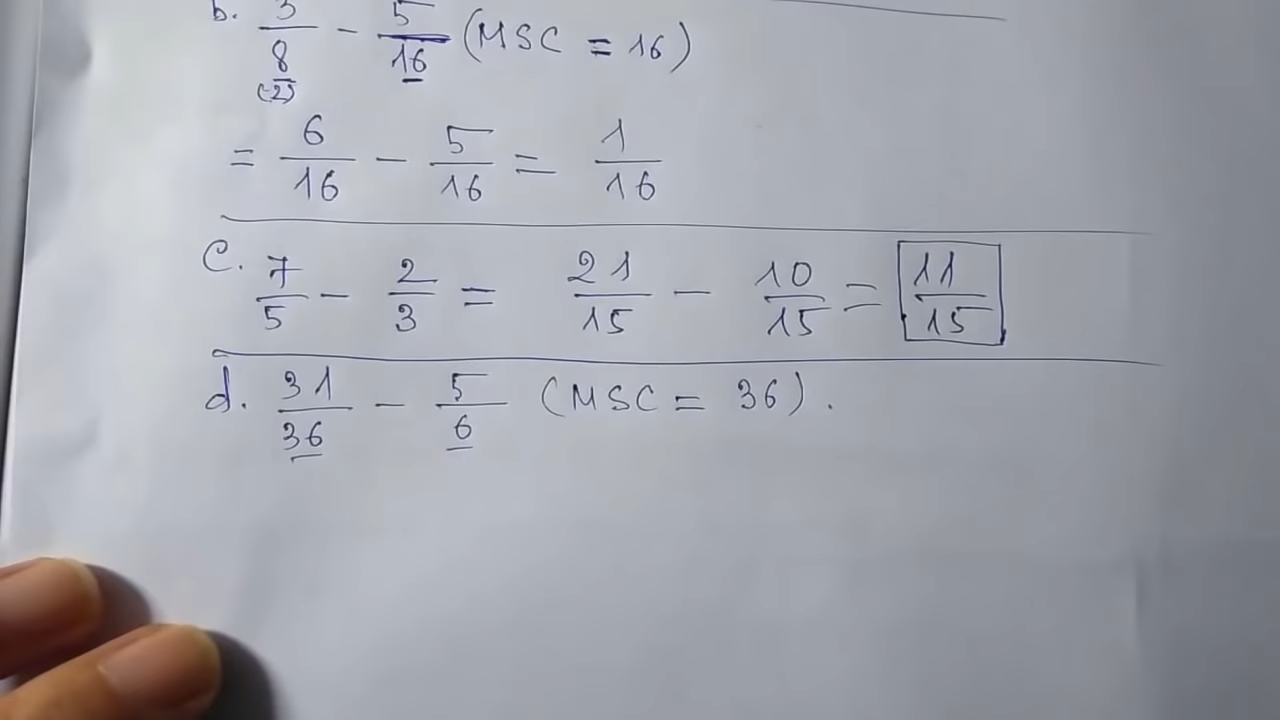 b. 3/8 - 5/16 (MSC = 16)
(.2)
= 6/16 - 5/16 = 1/16
c. 7/5 - 2/3 = 21/15 - 10/15 = 11/15
d. 31/36 - 5/6 (MSC = 36).